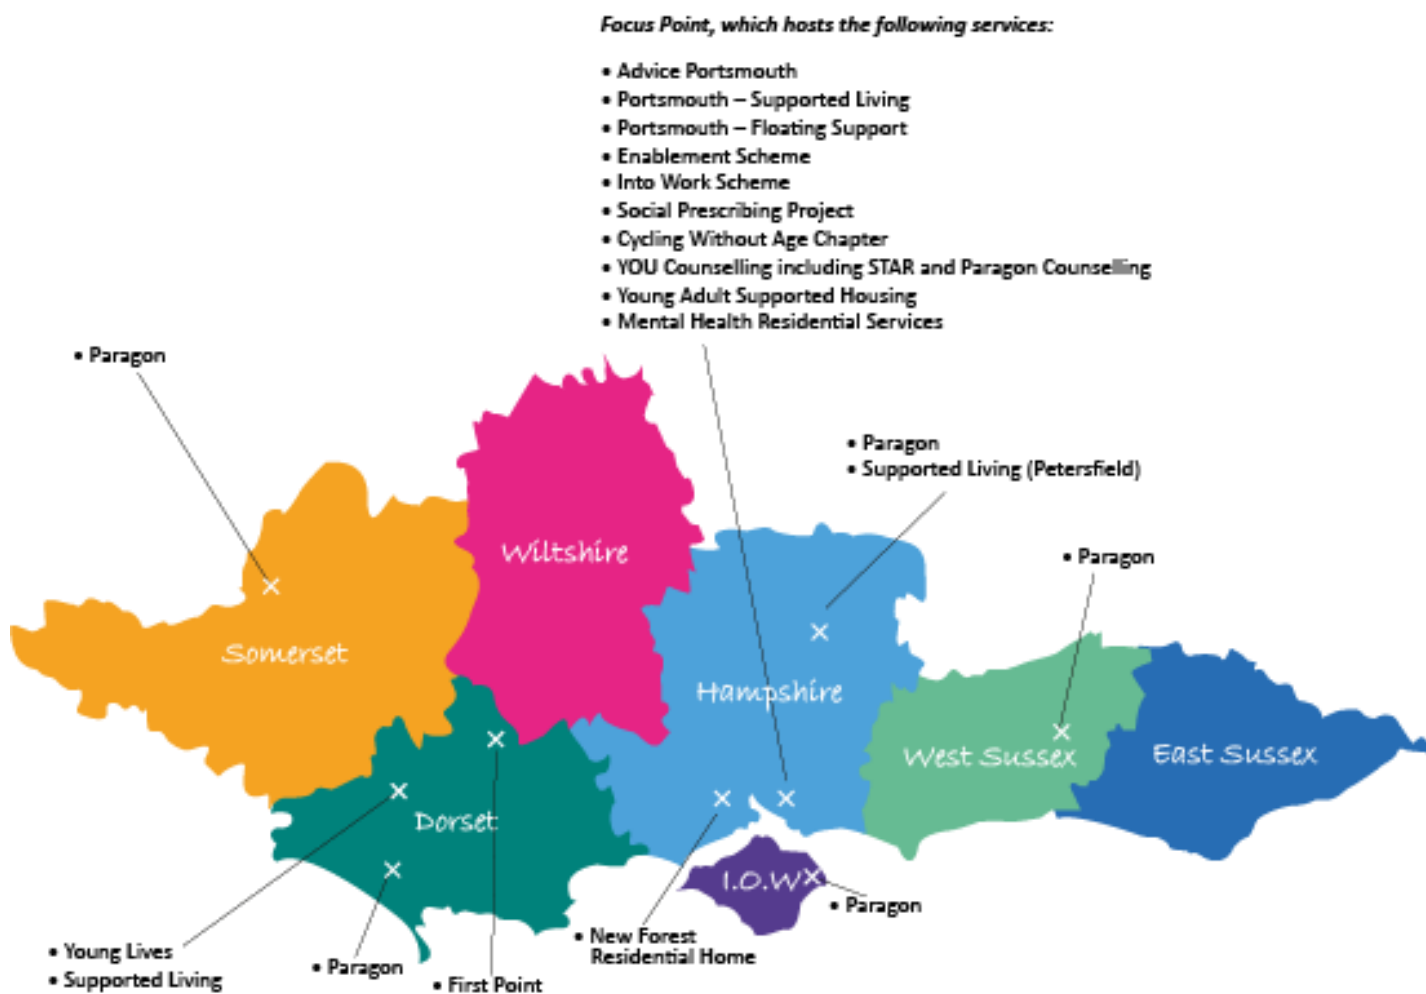 Focus Point, which hosts the following services:
• Advice Portsmouth
• Portsmouth – Supported Living
• Portsmouth – Floating Support
• Enablement Scheme
• Into Work Scheme
• Social Prescribing Project
• Cycling Without Age Chapter
• YOU Counselling including STAR and Paragon Counselling
• Young Adult Supported Housing
• Mental Health Residential Services
• Paragon
• Paragon
• Supported Living (Petersfield)
• Paragon
Wiltshire
Somerset
Hampshire
West Sussex
East Sussex
Dorset
I.O.W
• Paragon
• New Forest
Residential Home
• Young Lives
• Supported Living
• Paragon
• First Point